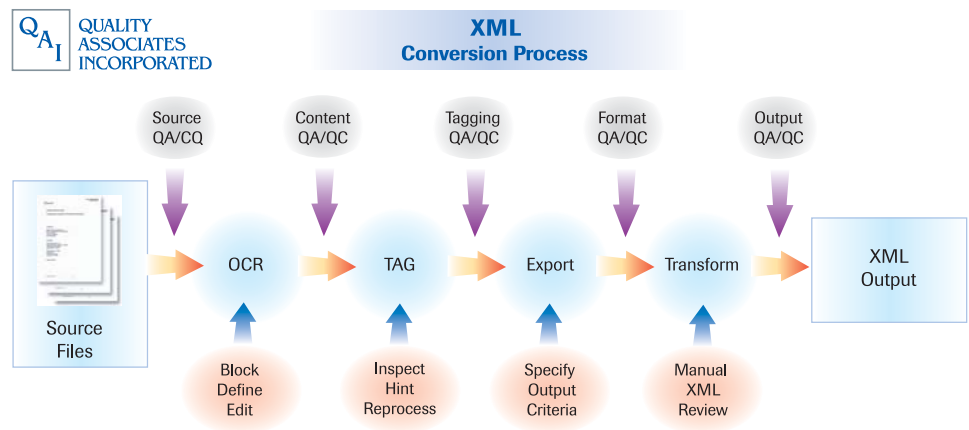 QAI
QUALITY
ASSOCIATES
INCORPORATED
XML
Conversion Process
Source
QA/CQ
Content
QA/QC
Tagging
QA/QC
Format
QA/QC
Output
QA/QC
Source
Files
OCR
TAG
Export
Transform
XML
Output
Block
Define
Edit
Inspect
Hint
Reprocess
Specify
Output
Criteria
Manual
XML
Review